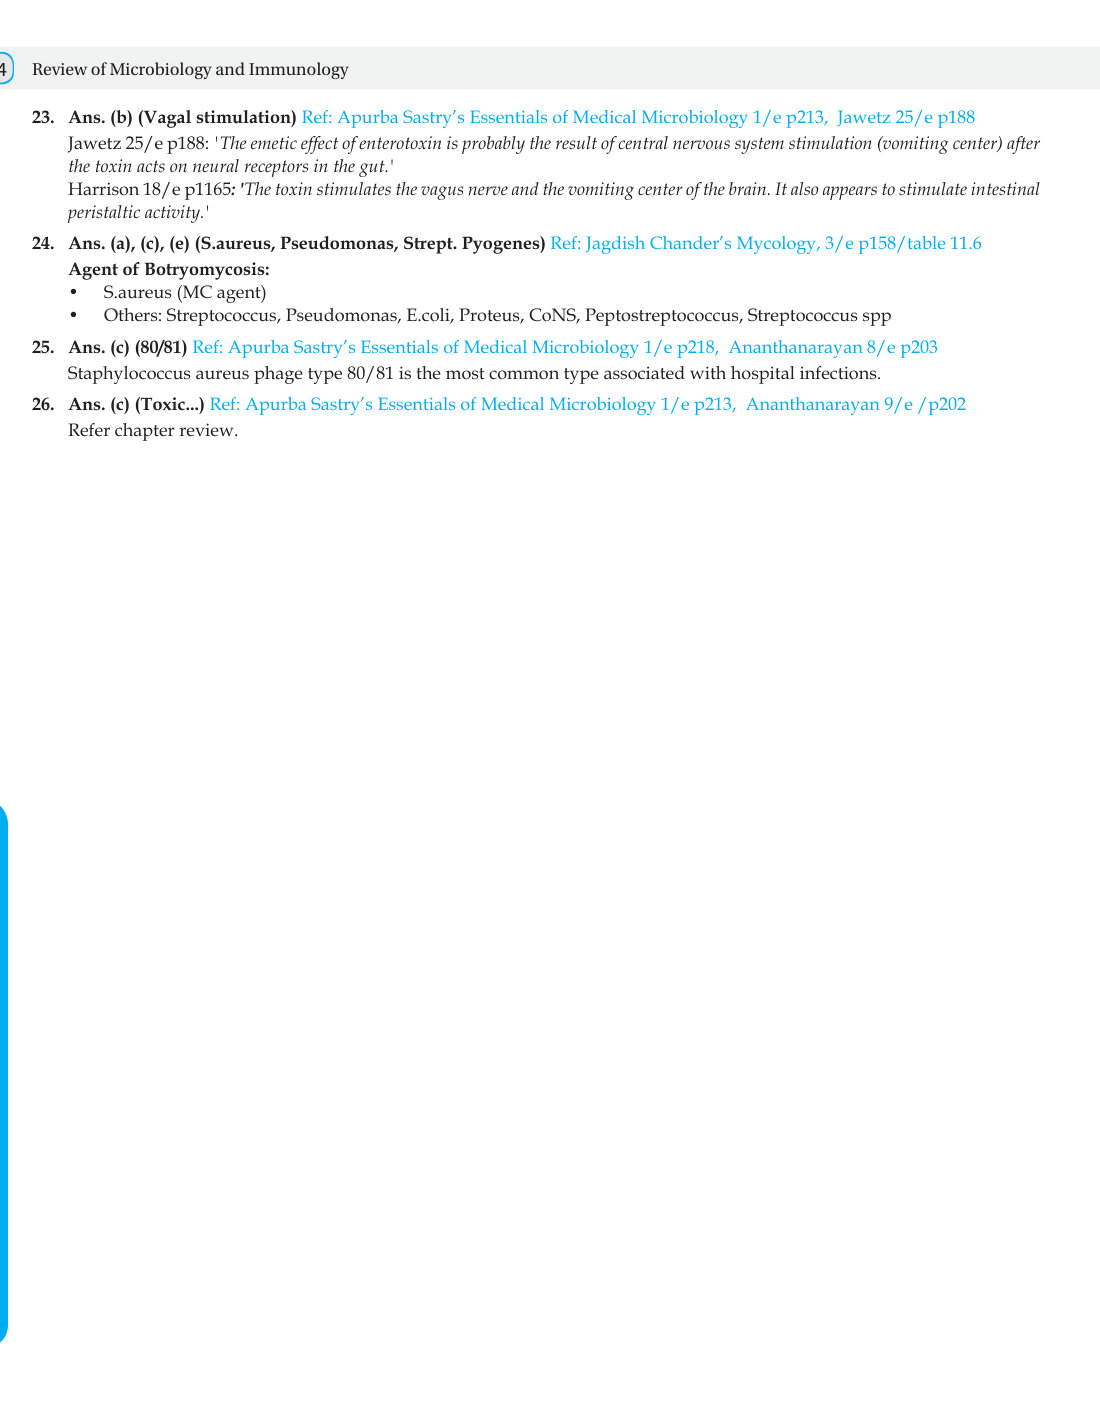 4 Review of Microbiology and Immunology
23. Ans. (b) (Vagal stimulation) Ref: Apurba Sastry’s Essentials of Medical Microbiology 1/e p213, Jawetz 25/e p188
Jawetz 25/e p188: 'The emetic effect of enterotoxin is probably the result of central nervous system stimulation (vomiting center) after
the toxin acts on neural receptors in the gut.'
Harrison 18/e p1165: 'The toxin stimulates the vagus nerve and the vomiting center of the brain. It also appears to stimulate intestinal
peristaltic activity.'
24. Ans. (a), (c), (e) (S.aureus, Pseudomonas, Strept. Pyogenes) Ref: Jagdish Chander’s Mycology, 3/e p158/table 11.6
Agent of Botryomycosis:
• S.aureus (MC agent)
• Others: Streptococcus, Pseudomonas, E.coli, Proteus, CoNS, Peptostreptococcus, Streptococcus spp
25. Ans. (c) (80/81) Ref: Apurba Sastry’s Essentials of Medical Microbiology 1/e p218, Ananthanarayan 8/e p203
Staphylococcus aureus phage type 80/81 is the most common type associated with hospital infections.
26. Ans. (c) (Toxic...) Ref: Apurba Sastry’s Essentials of Medical Microbiology 1/e p213, Ananthanarayan 9/e /p202
Refer chapter review.